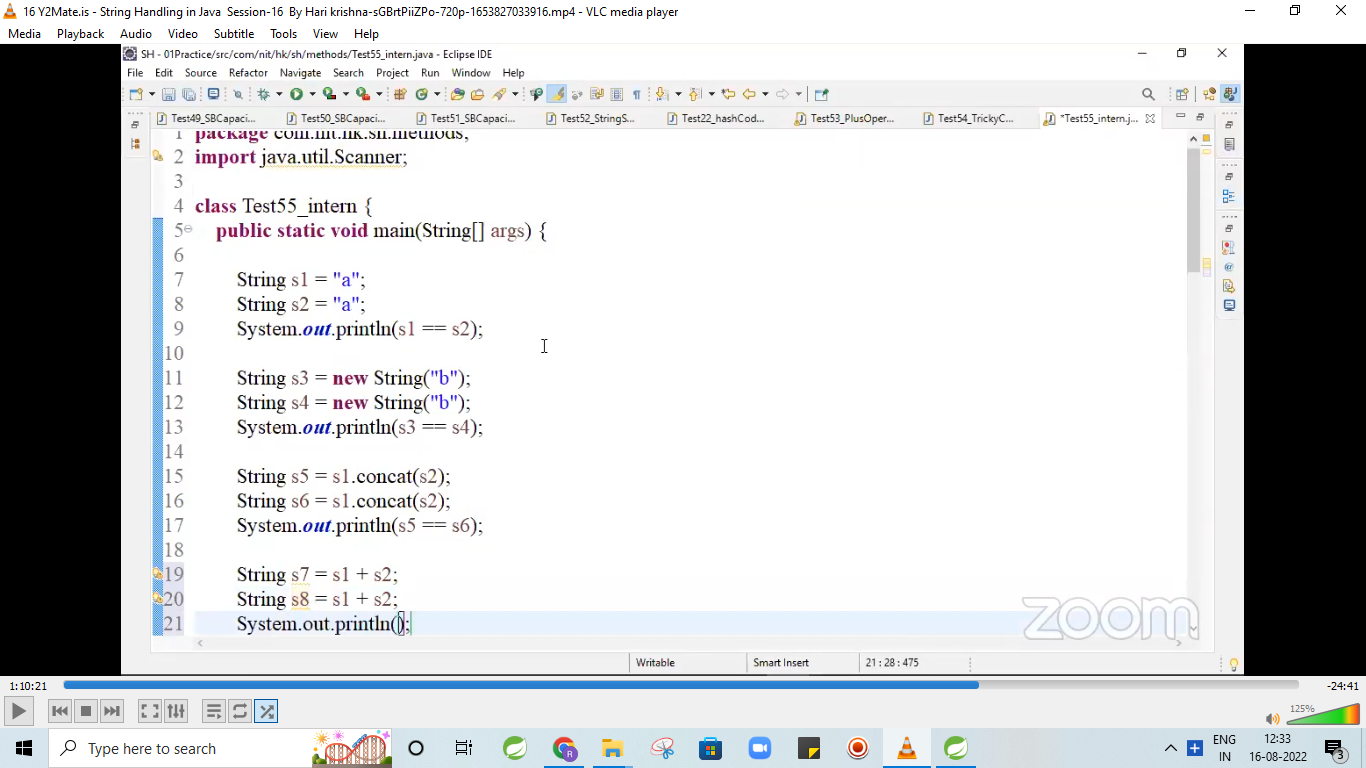 16 Y2Mate.is - String Handling in Java  Session-16  By Hari krishna-sGBrtPiiZPo-720p-1653827033916.mp4 - VLC media player
Media Playback Audio Video Subtitle Tools View Help
SH - 01Practice/src/com/nit/hk/sh/methods/Test55_intern.java - Eclipse IDE
File Edit Source Refactor Navigate Search Project Run Window Help
Test49_SBCapaci... Test50_SBCapaci... Test51_SBCapaci... Test52_StringS... Test22_hashCod... Test53_PlusOper... Test54_TrickyC... *Test55_intern.j...
1 package com.nit.hk.sh.methods;
2 import java.util.Scanner;
3
4 class Test55_intern {
5 public static void main(String[] args) {
6
7 String s1 = "a";
8 String s2 = "a";
9 System.out.println(s1 == s2);
10
11 String s3 = new String("b");
12 String s4 = new String("b");
13 System.out.println(s3 == s4);
14
15 String s5 = s1.concat(s2);
16 String s6 = s1.concat(s2);
17 System.out.println(s5 == s6);
18
19 String s7 = s1 + s2;
20 String s8 = s1 + s2;
21 System.out.println();
zoom
Writable Smart Insert 21 : 28 : 475
1:10:21 -24:41
125%
Type here to search
ENG 12:33
IN 16-08-2022 3